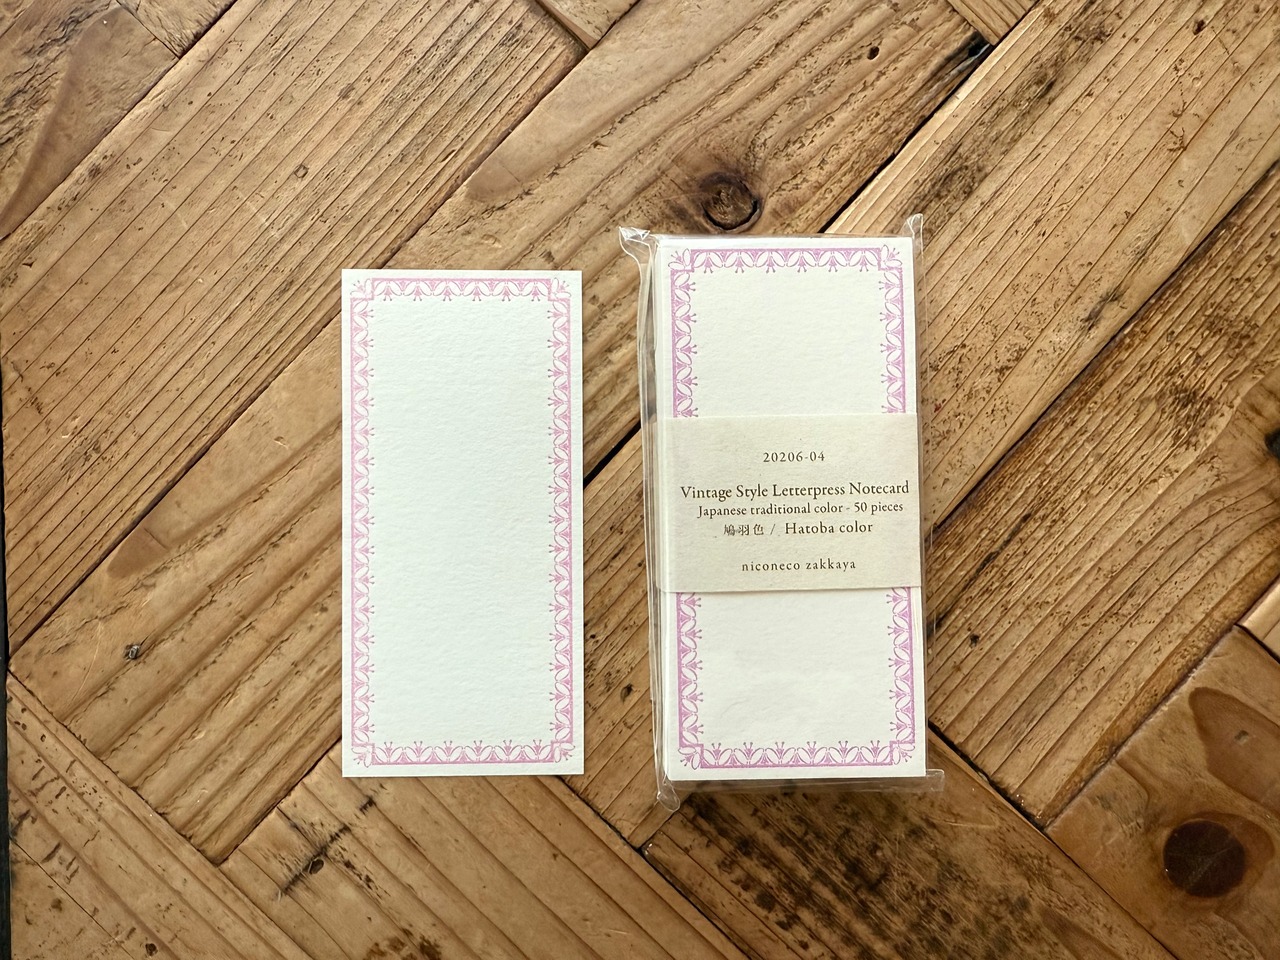 20206-04
Vintage Style Letterpress Notecard
Japanese traditional color - 50 pieces
鳩羽色 / Hatoba color
niconeco zakkaya